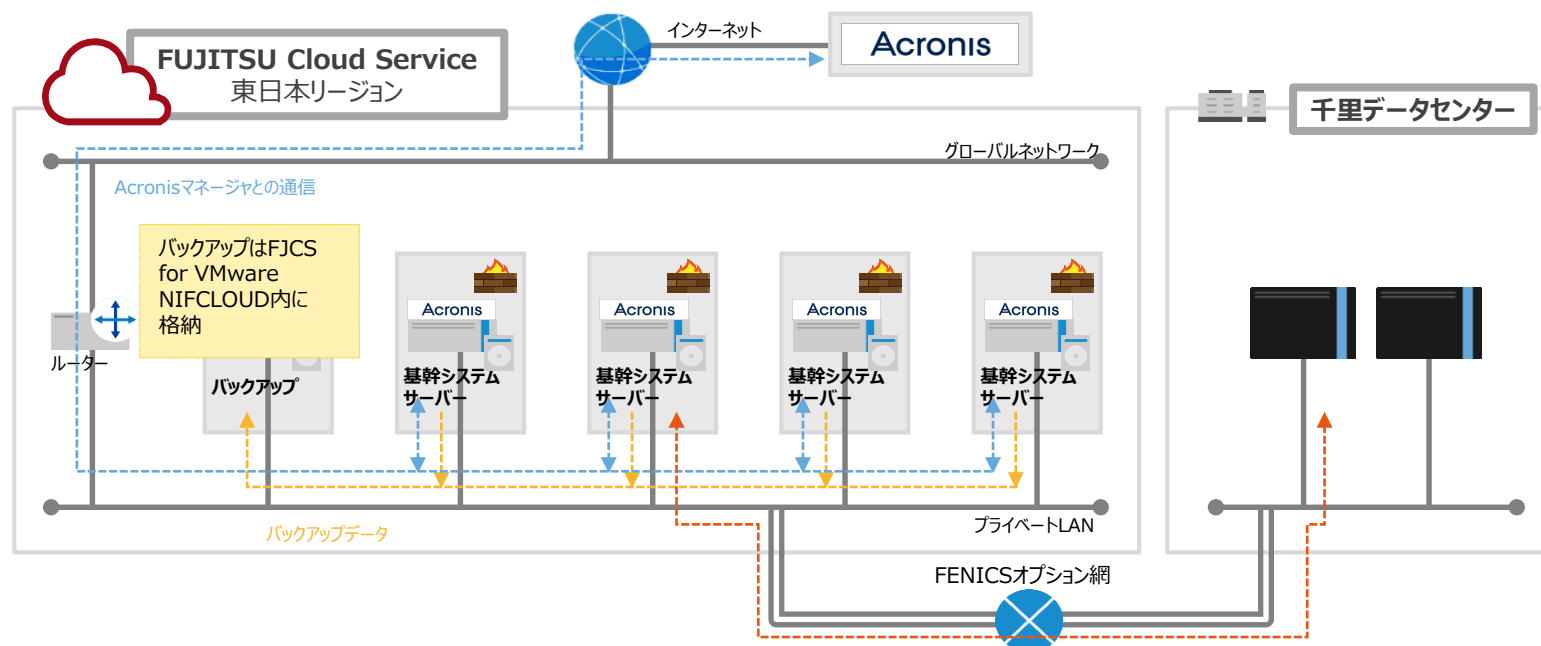 インターネット
Acronis
FUJITSU Cloud Service
東日本リージョン
千里データセンター
グローバルネットワーク
Acronisマネージャとの通信
バックアップはFJCS
for VMware
NIFCLOUD内に
格納
Acronis
Acronis
Acronis
Acronis
ルーター
バックアップ
基幹システム
サーバー
基幹システム
サーバー
基幹システム
サーバー
基幹システム
サーバー
バックアップデータ
プライベートLAN
FENICSオプション網